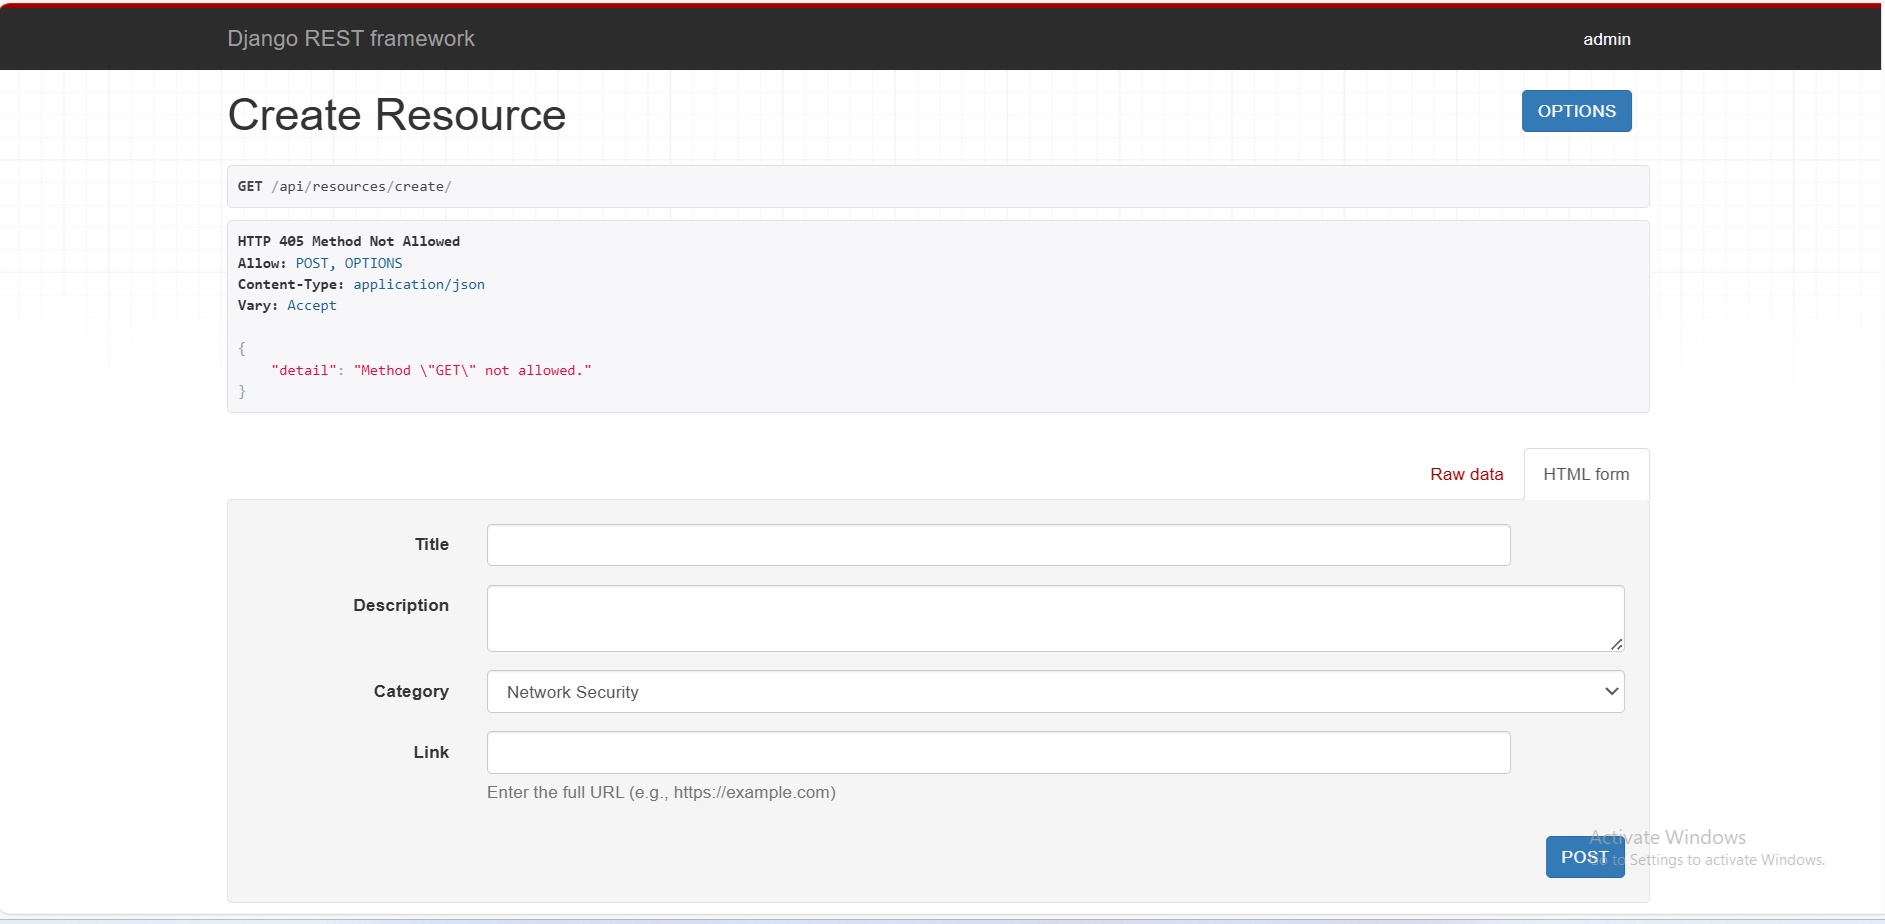 Django REST framework
admin
Create Resource
OPTIONS
GET /api/resources/create/
HTTP 405 Method Not Allowed
Allow: POST, OPTIONS
Content-Type: application/json
Vary: Accept
{
"detail": "Method \"GET\" not allowed."
}
Raw data
HTML form
Title
Description
Category
Network Security
Link
Enter the full URL (e.g., https://example.com)
POST
Activate Windows
Go to Settings to activate Windows.